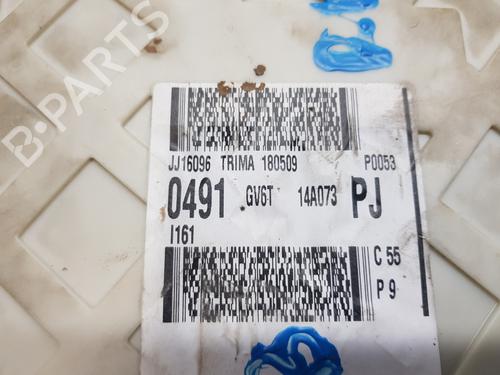 B-PARTS
JJ16096 TRIMA 180509 P0053
0491 GV6T 14A073 PJ
I161
C 55
P 9